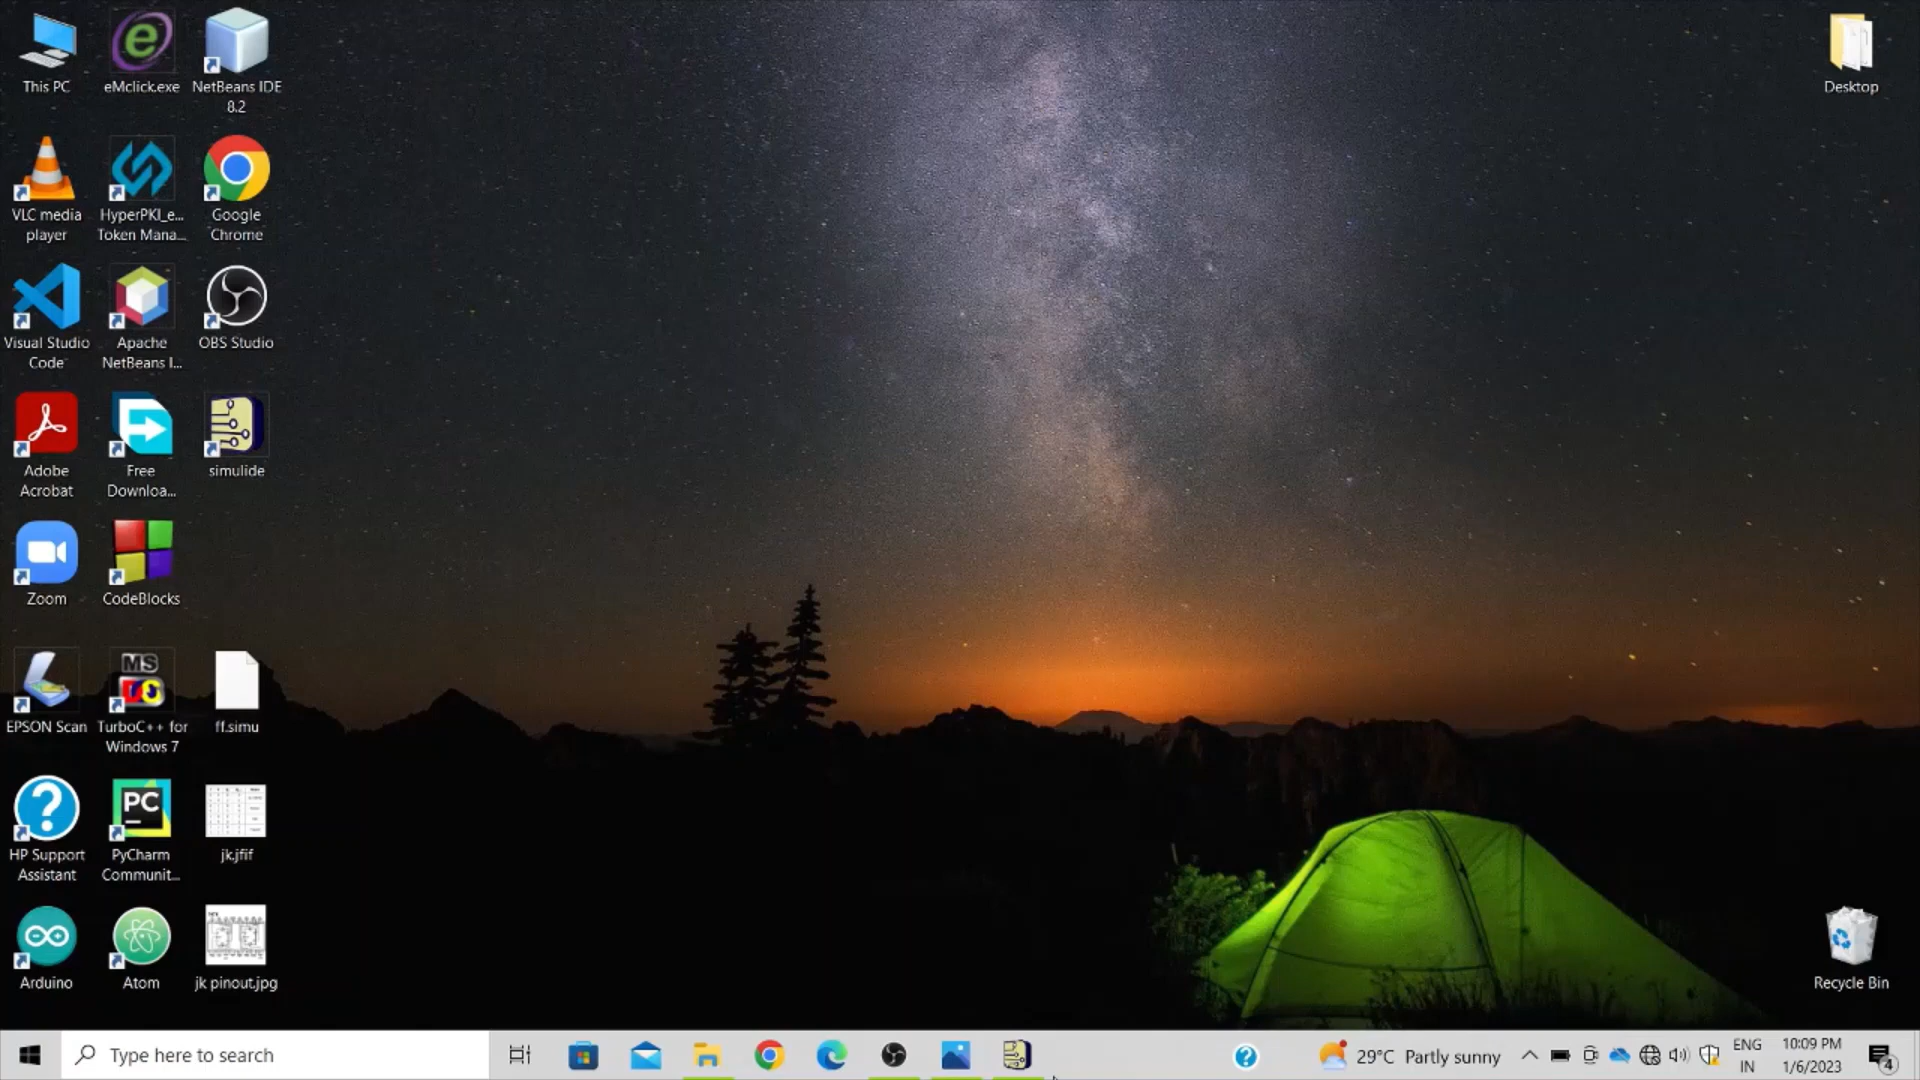 This PC
eMclick.exe
NetBeans IDE
8.2
Desktop
VLC media
player
HyperPKI_e...
Token Mana...
Google
Chrome
Visual Studio
Code
Apache
NetBeans I...
OBS Studio
Adobe
Acrobat
Free
Downloa...
simulide
Zoom
CodeBlocks
EPSON Scan
MS
TurboC++ for
Windows 7
ff.simu
HP Support
Assistant
PC
PyCharm
Communit...
jk.jfif
Arduino
Atom
jk pinout.jpg
Recycle Bin
Type here to search
29°C Partly sunny
ENG
IN
10:09 PM
1/6/2023
4